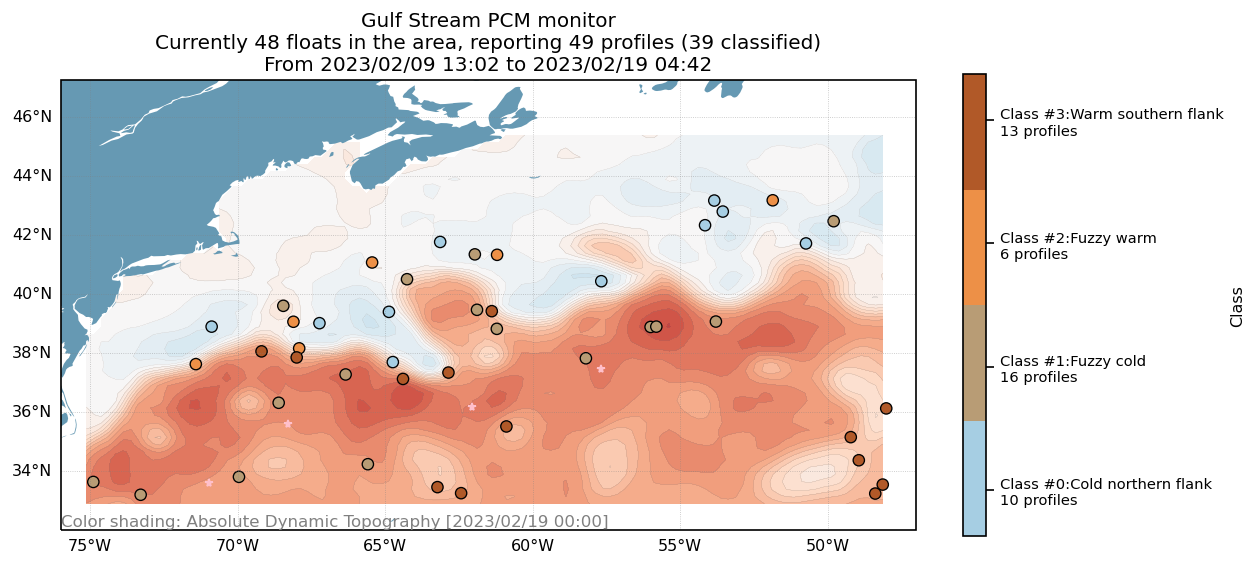 Gulf Stream PCM monitor
Currently 48 floats in the area, reporting 49 profiles (39 classified)
From 2023/02/09 13:02 to 2023/02/19 04:42
46°N
44°N
42°N
40°N
38°N
36°N
34°N
Color shading: Absolute Dynamic Topography [2023/02/19 00:00]
75°W
70°W
65°W
60°W
55°W
50°W
Class #3:Warm southern flank
13 profiles
Class #2:Fuzzy warm
6 profiles
Class #1:Fuzzy cold
16 profiles
Class #0:Cold northern flank
10 profiles
Class